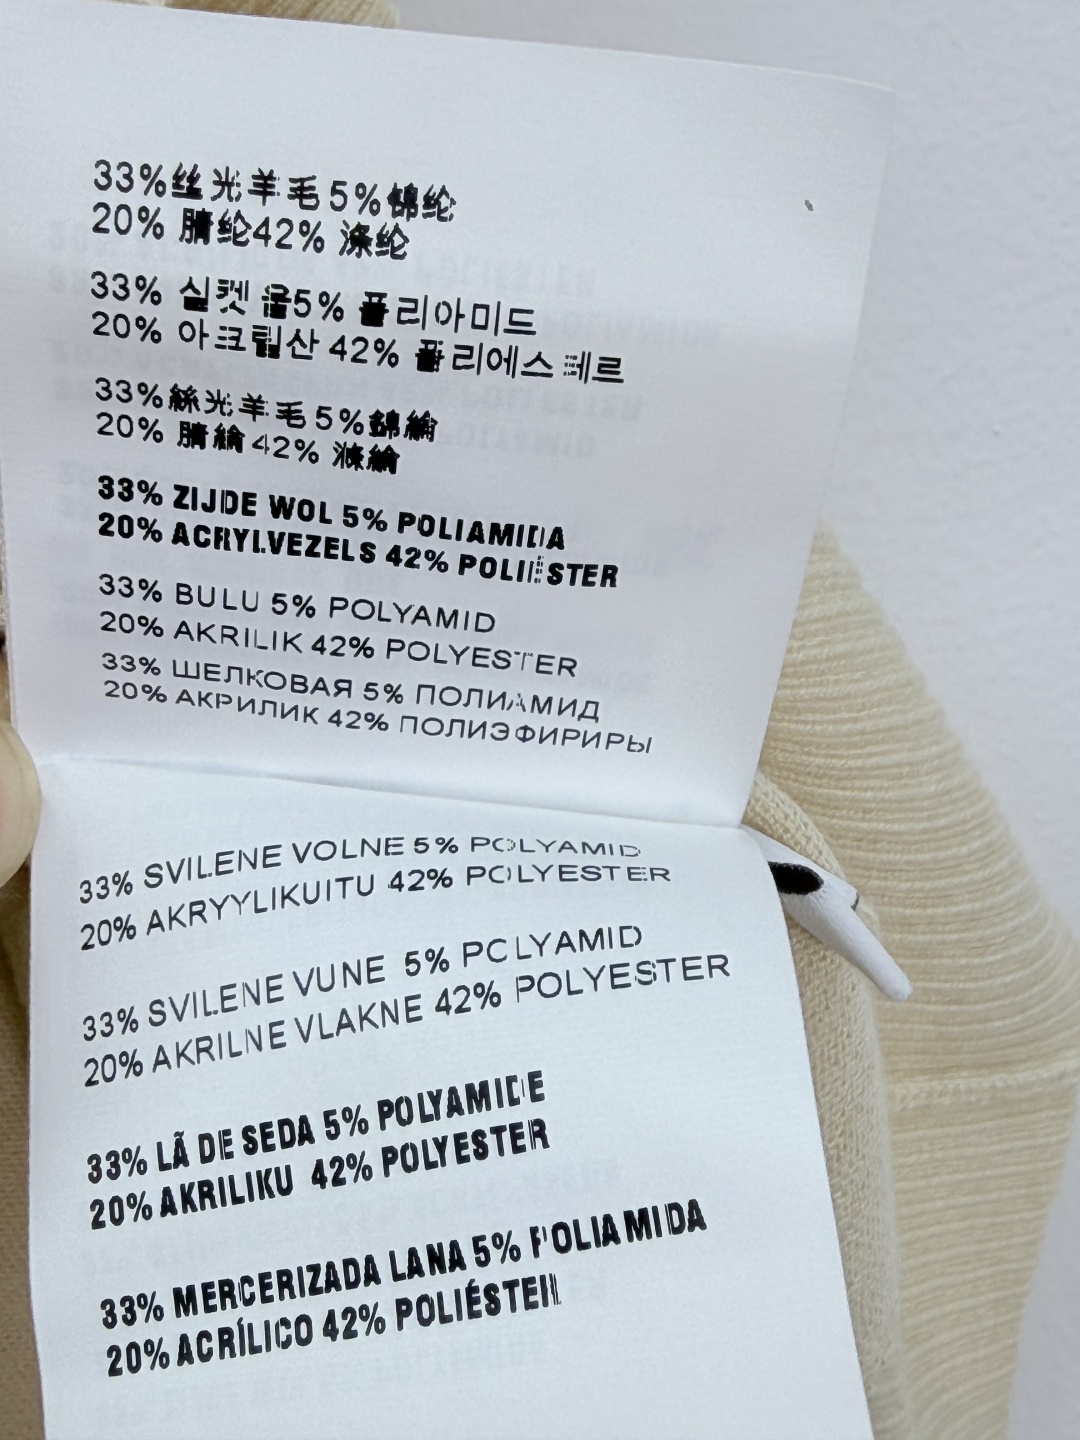 33%丝光羊毛 5%锦纶
20% 腈纶42% 涤纶
33% 실켓 울5% 폴리아미드
20% 아크릴산 42% 폴리에스테르
33%絲光羊毛 5%錦綸
20% 腈綸 42% 滌綸
33% ZIJDE WOL 5% POLIAMIDA
20% ACRYLVEZELS 42% POLIÉSTER
33% BULU 5% POLYAMID
20% AKRILIK 42% POLYESTER
33% ШЕЛКОВАЯ 5% ПОЛИАМИД
20% АКРИЛИК 42% ПОЛИЭФИРИРЫ
33% SVILENE VOLNE 5% POLYAMID
20% AKRYYLIKUITU 42% POLYESTER
33% SVILENE VUNE 5% POLYAMID
20% AKRILNE VLAKNE 42% POLYESTER
33% LÃ DE SEDA 5% POLYAMIDE
20% AKRILIKU 42% POLYESTER
33% MERCERIZADA LANA 5% POLIAMIDA
20% ACRÍLICO 42% POLIÉSTER